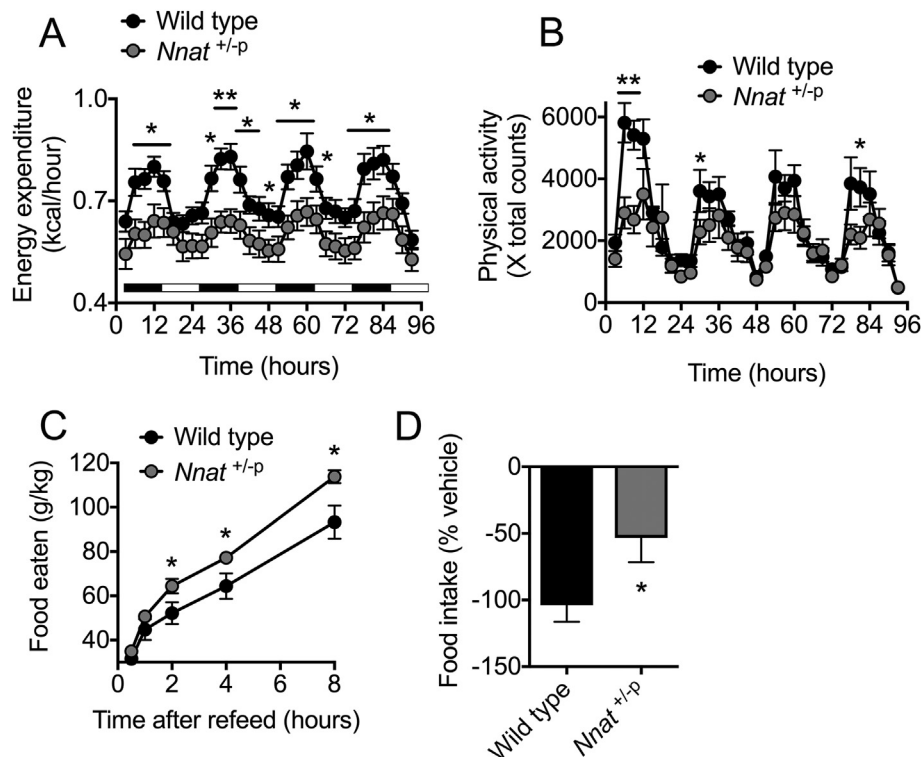 A
Wild type
Nnat +/-p
Energy expenditure
(kcal/hour)
1.0
0.7
0.4
* ** * * * * * *
0 12 24 36 48 60 72 84 96
Time (hours)
B
Wild type
Nnat +/-p
Physical activity
(X total counts)
6000
4000
2000
0
** * *
0 12 24 36 48 60 72 84 96
Time (hours)
C
Wild type
Nnat +/-p
Food eaten (g/kg)
120
100
80
60
40
* * *
0 2 4 6 8
Time after refeed (hours)
D
Food intake (% vehicle)
0
-50
-100
-150
*
Wild type
Nnat +/-p